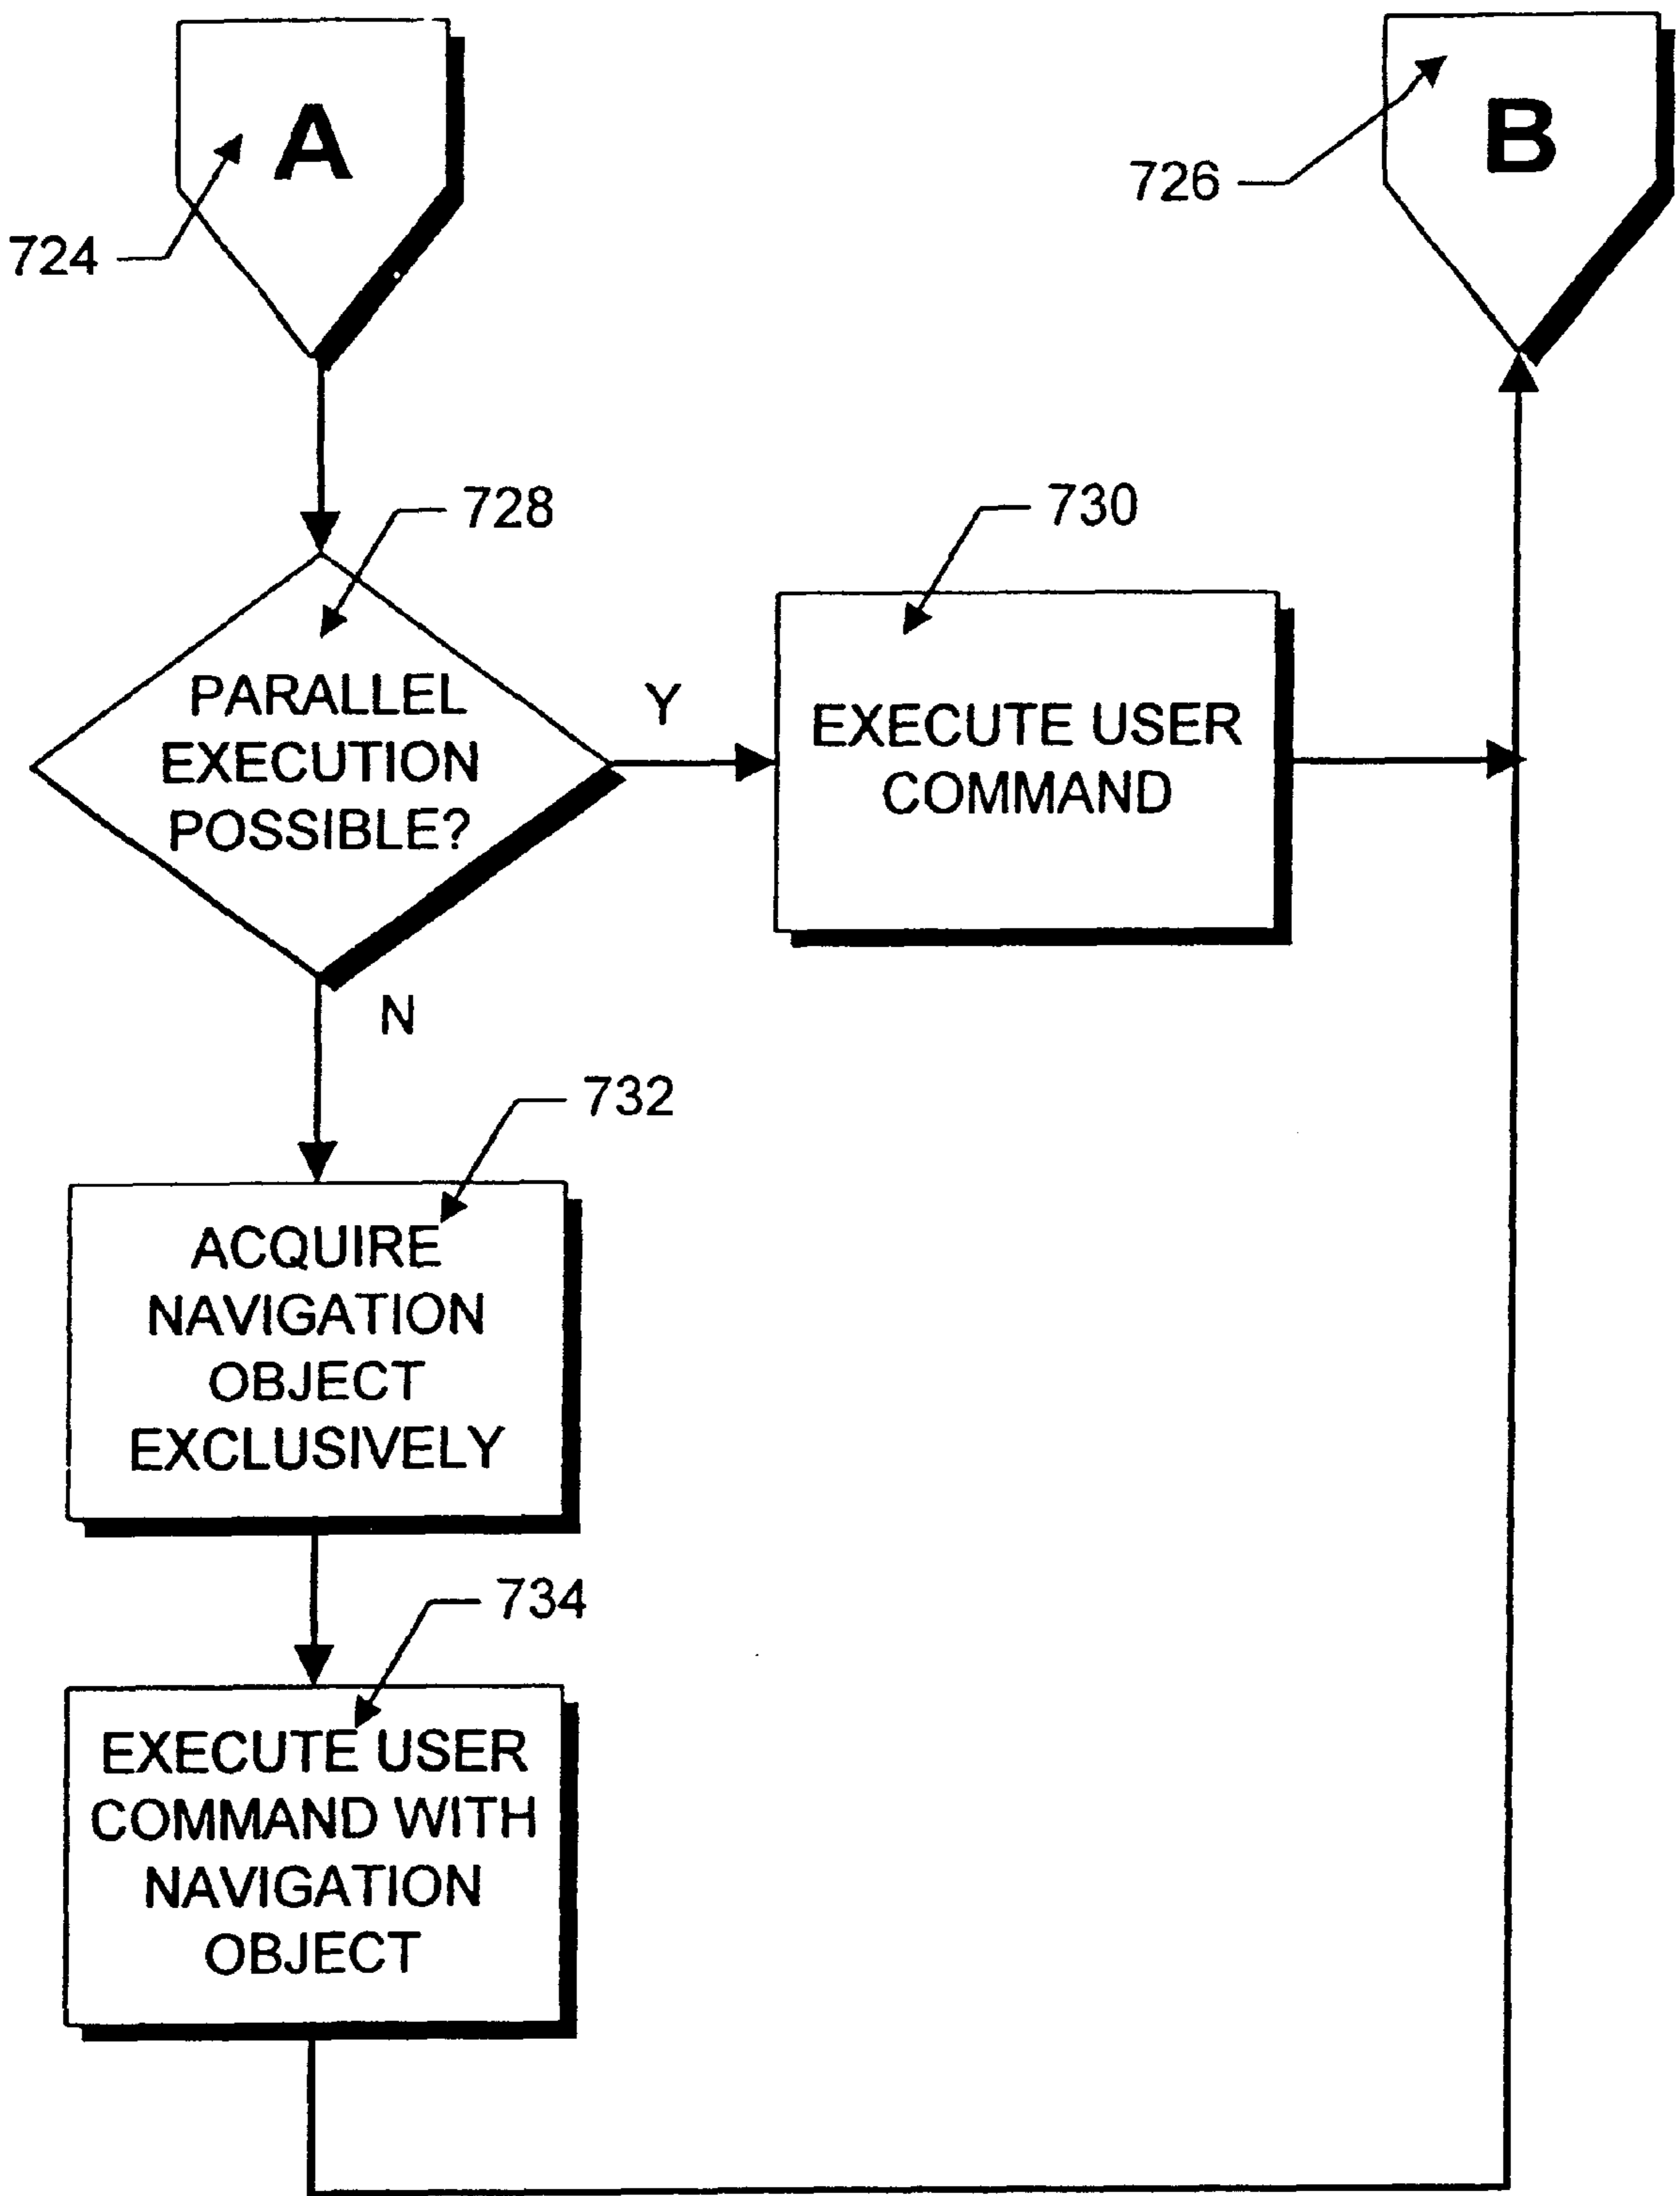 A
724
B
726
728
PARALLEL
EXECUTION
POSSIBLE?
Y
N
730
EXECUTE USER
COMMAND
732
ACQUIRE
NAVIGATION
OBJECT
EXCLUSIVELY
734
EXECUTE USER
COMMAND WITH
NAVIGATION
OBJECT